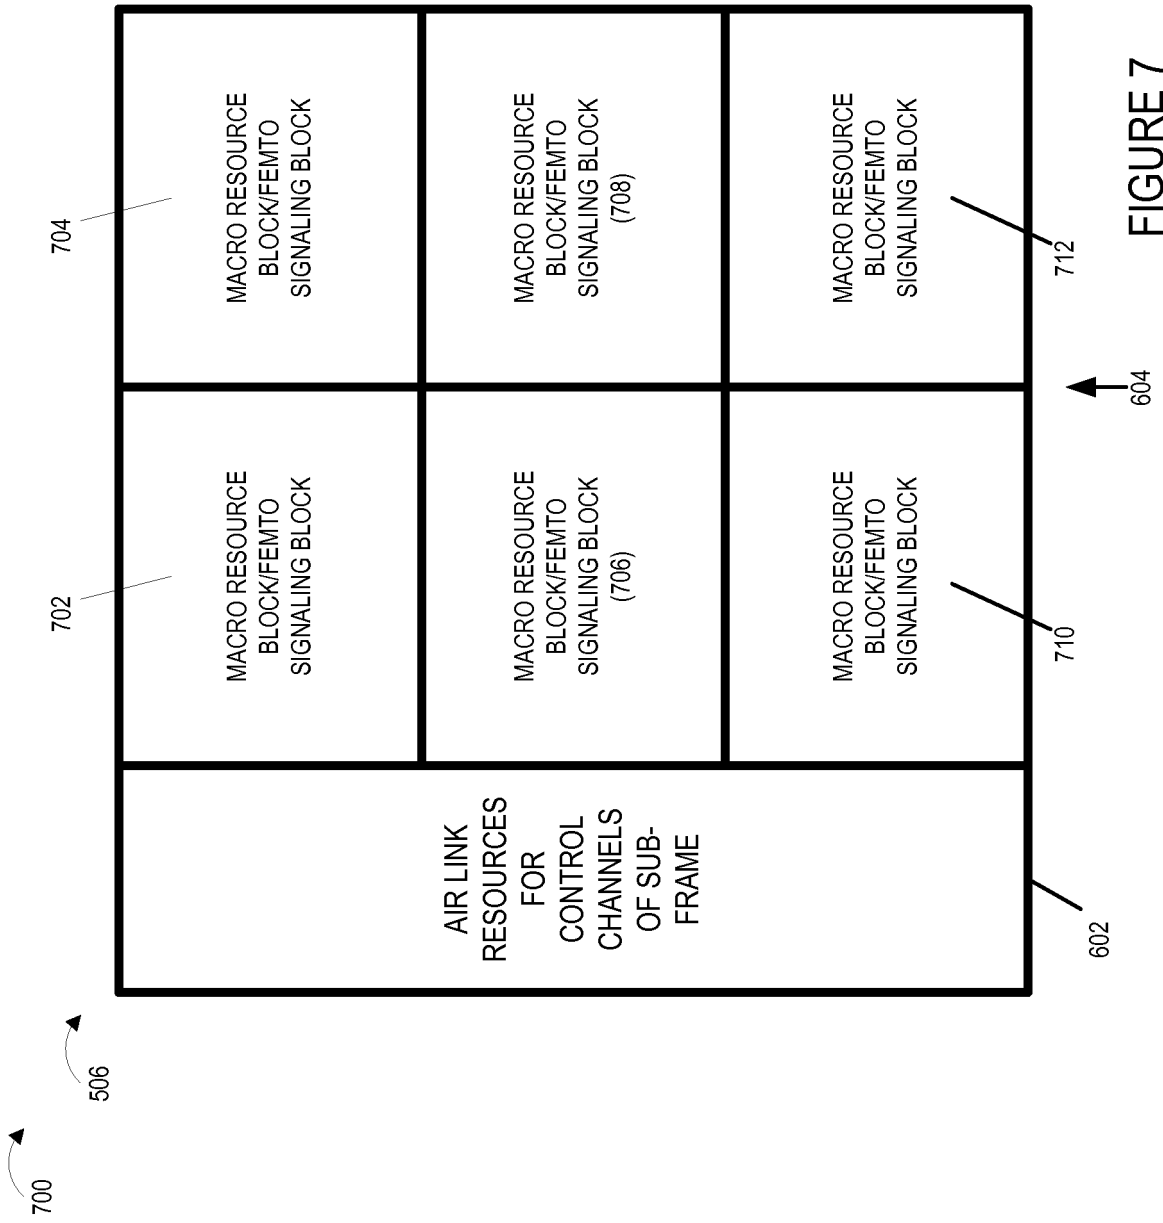 700
506
702
704
AIR LINK
RESOURCES
FOR
CONTROL
CHANNELS
OF SUB-
FRAME
MACRO RESOURCE
BLOCK/FEMTO
SIGNALING BLOCK
MACRO RESOURCE
BLOCK/FEMTO
SIGNALING BLOCK
MACRO RESOURCE
BLOCK/FEMTO
SIGNALING BLOCK
(706)
MACRO RESOURCE
BLOCK/FEMTO
SIGNALING BLOCK
(708)
MACRO RESOURCE
BLOCK/FEMTO
SIGNALING BLOCK
MACRO RESOURCE
BLOCK/FEMTO
SIGNALING BLOCK
602
710
712
604
FIGURE 7